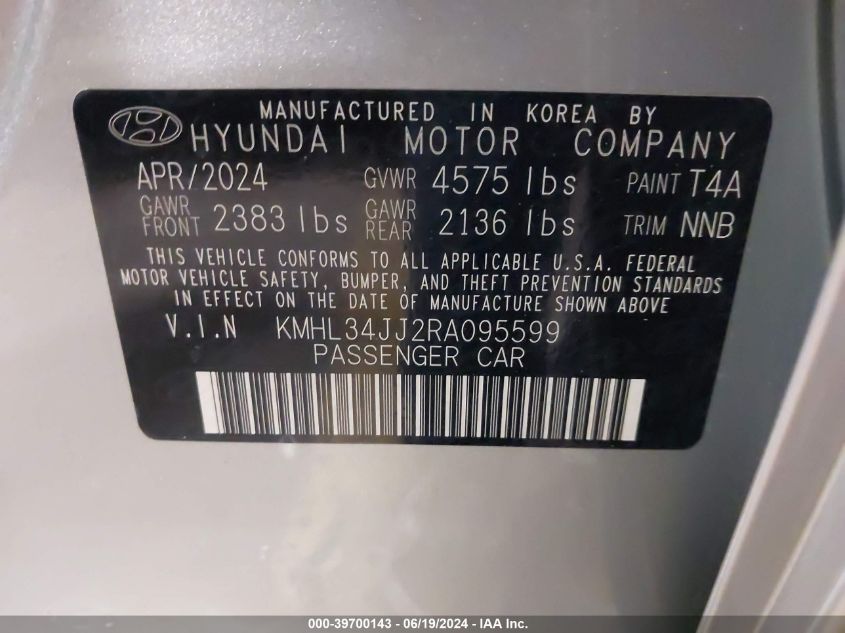 MANUFACTURED IN KOREA BY
HYUNDAI MOTOR COMPANY
APR/2024 GVWR 4575 lbs PAINT T4A
GAWR FRONT 2383 lbs GAWR REAR 2136 lbs TRIM NNB
THIS VEHICLE CONFORMS TO ALL APPLICABLE U.S.A. FEDERAL
MOTOR VEHICLE SAFETY, BUMPER, AND THEFT PREVENTION STANDARDS
IN EFFECT ON THE DATE OF MANUFACTURE SHOWN ABOVE
V.I.N KMHL34JJ2RA095599
PASSENGER CAR
000-39700143 - 06/19/2024 - IAA Inc.